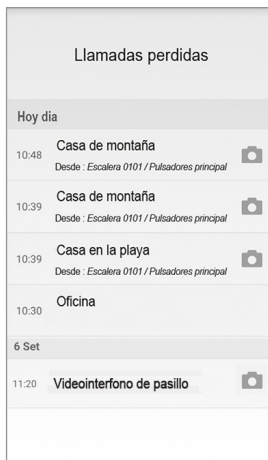 Llamadas perdidas
Hoy dia
10:48 Casa de montaña
Desde : Escalera 0101 / Pulsadores principal
10:39 Casa de montaña
Desde : Escalera 0101 / Pulsadores principal
10:39 Casa en la playa
Desde : Escalera 0101 / Pulsadores principal
10:30 Oficina
6 Set
11:20 Videointerfono de pasillo